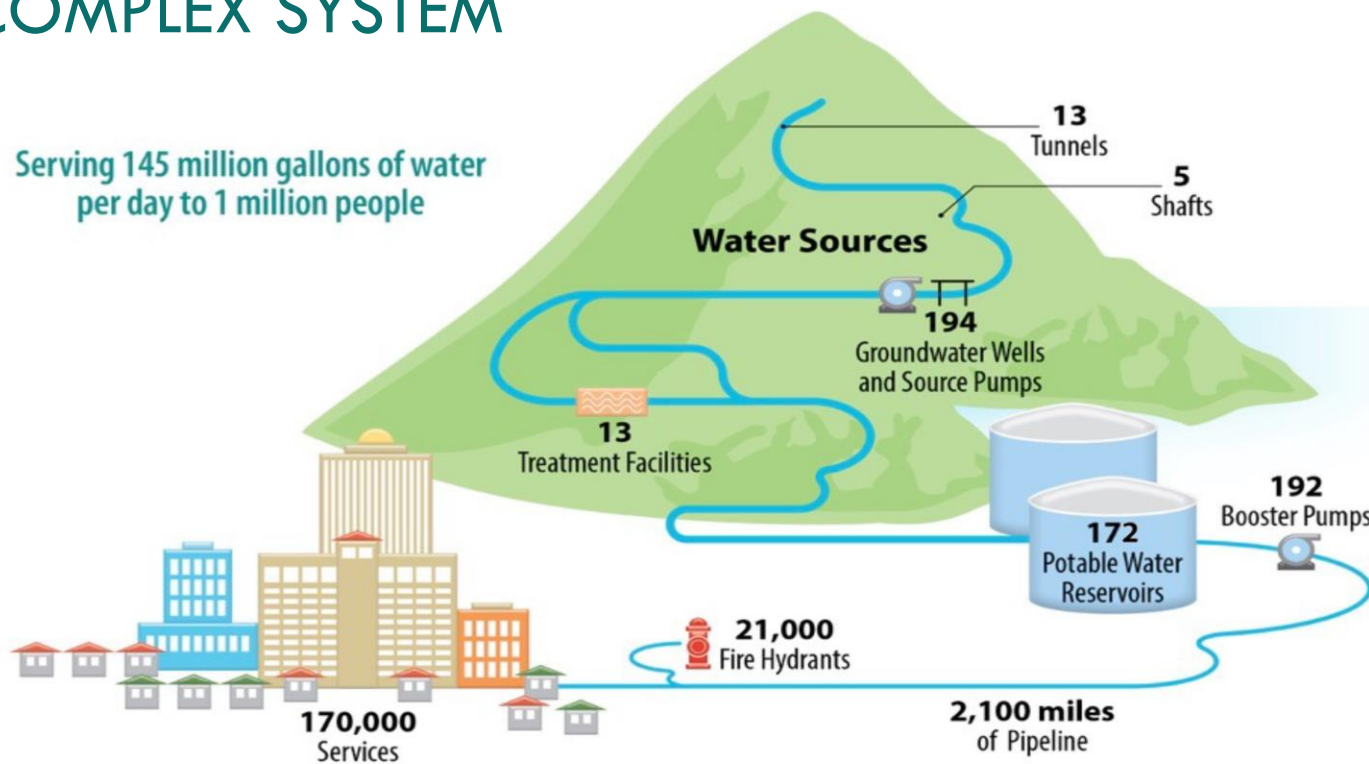 COMPLEX SYSTEM
Serving 145 million gallons of water
per day to 1 million people
13
Tunnels
5
Shafts
Water Sources
194
Groundwater Wells
and Source Pumps
13
Treatment Facilities
192
Booster Pumps
172
Potable Water
Reservoirs
21,000
Fire Hydrants
170,000
Services
2,100 miles
of Pipeline